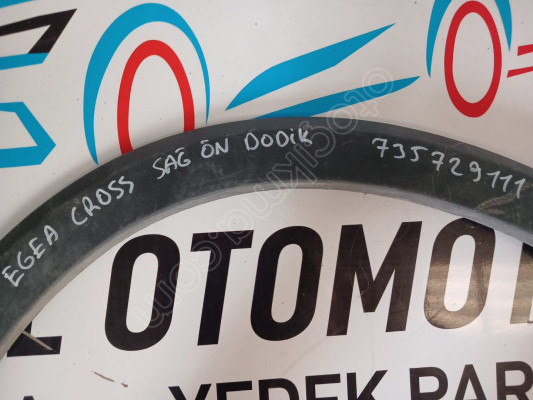 EGEA CROSS SAĞ ÖN DODİK 735729111
OTOMO
YEDEK PAR